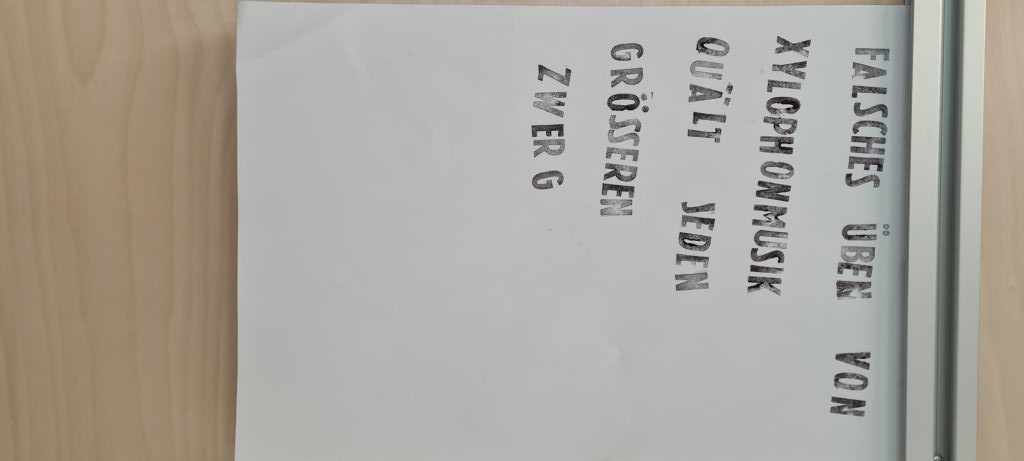 FALSCHES ÜBEN VON
XYLOPHONMUSIK
QUÄLT JEDEN
GRÖSSEREN
ZWERG